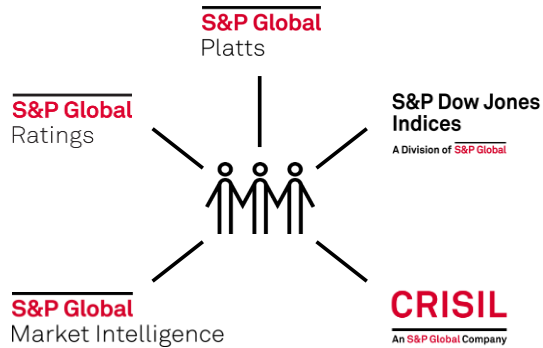 S&P Global
Platts
S&P Global
Ratings
S&P Dow Jones
Indices
A Division of S&P Global
S&P Global
Market Intelligence
CRISIL
An S&P Global Company